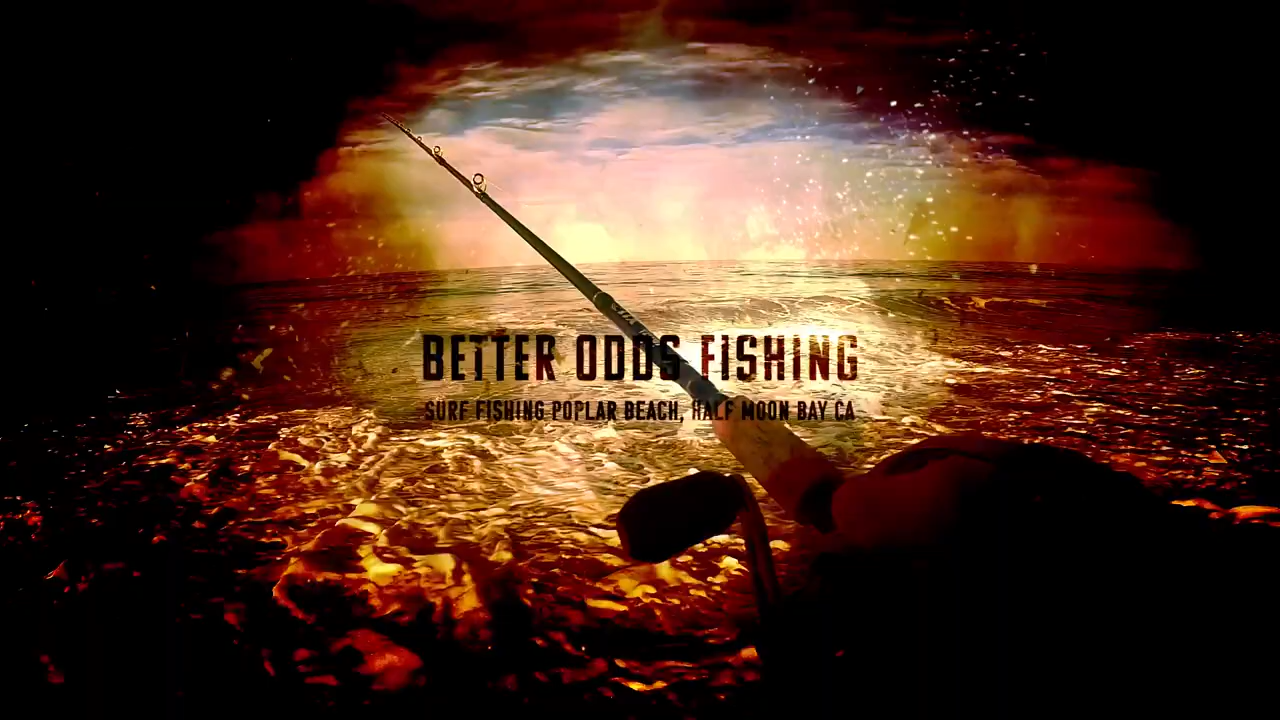 BETTER ODDS FISHING
SURF FISHING POPLAR BEACH, HALF MOON BAY CA